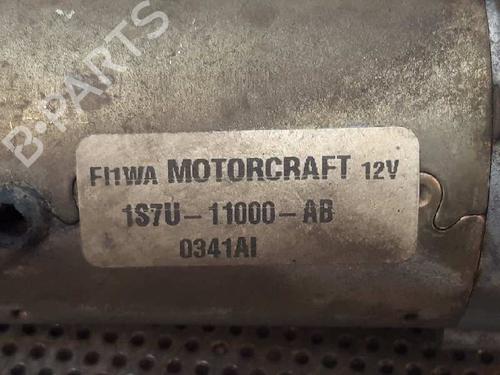 B·PARTS
FI1WA MOTORCRAFT 12V
1S7U-11000-AB
0341AI